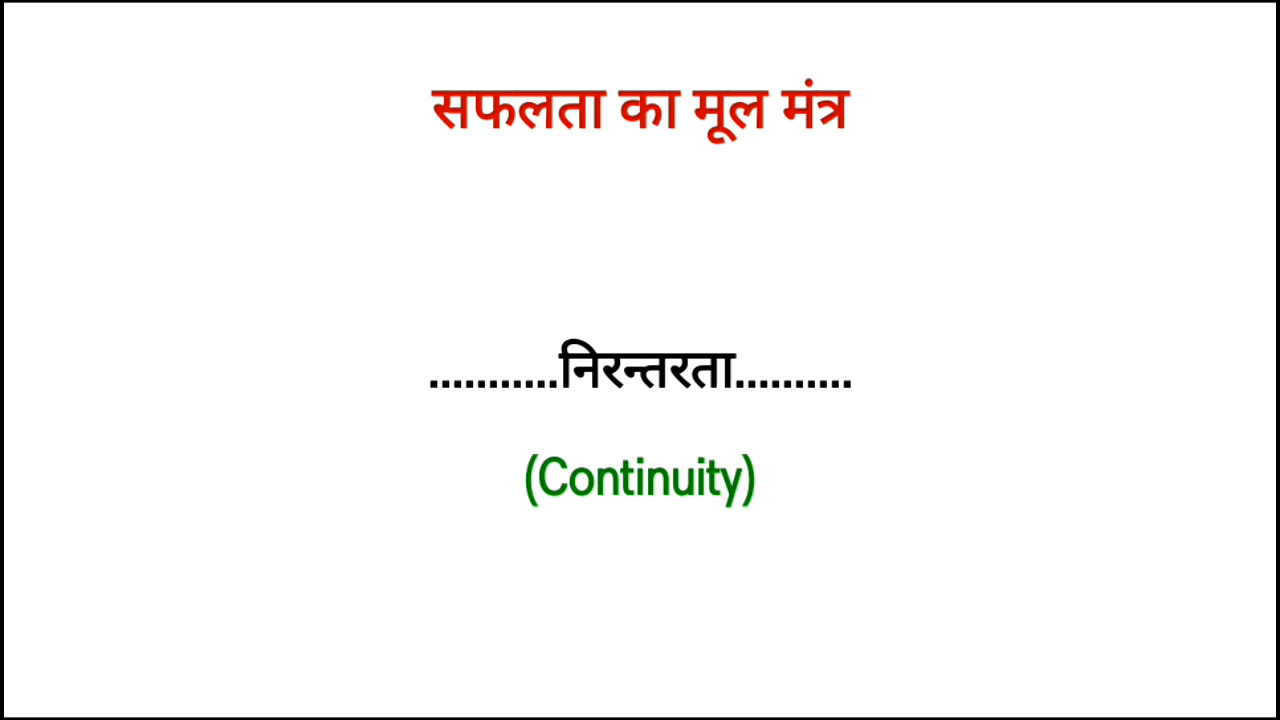 सफलता का मूल मंत्र
...........निरन्तरता..........
(Continuity)